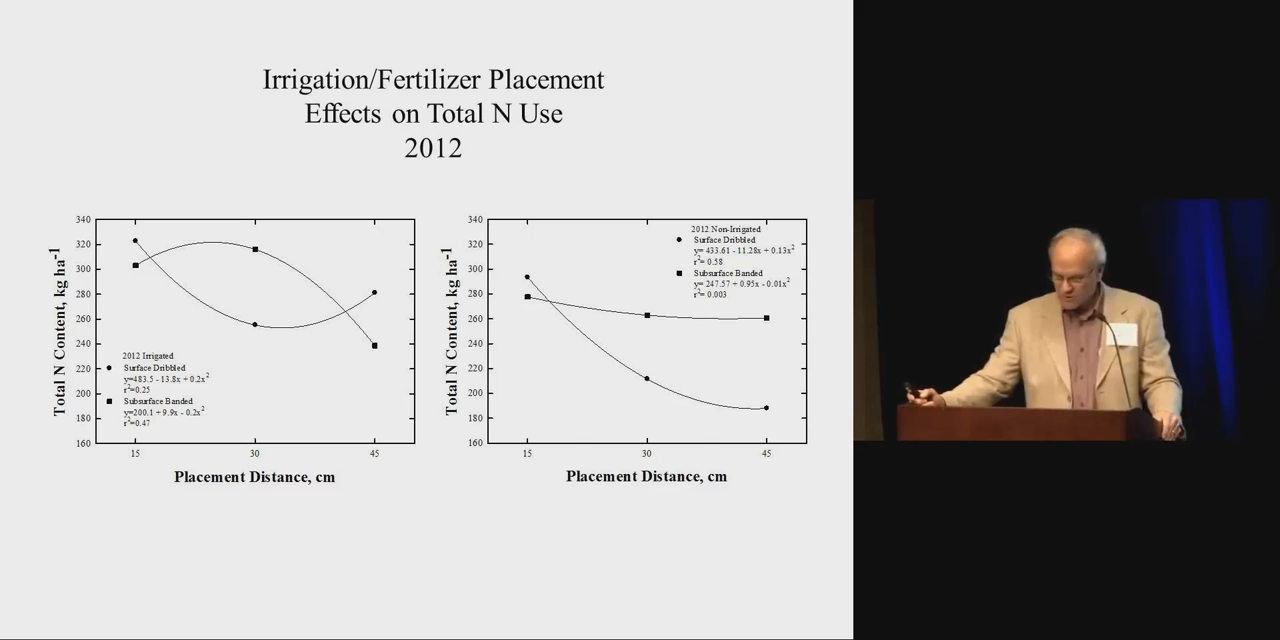 Irrigation/Fertilizer Placement
Effects on Total N Use
2012
340
320
300
280
260
240
220
200
180
160
Total N Content, kg ha⁻¹
2012 Irrigated
Surface Dribbled
y=483.5 - 13.8x + 0.2x²
r²=0.25
Subsurface Banded
y=200.1 + 9.9x - 0.2x²
r²=0.47
15 30 45
Placement Distance, cm
340
320
300
280
260
240
220
200
180
160
Total N Content, kg ha⁻¹
2012 Non-Irrigated
Surface Dribbled
y= 433.61 - 11.28x + 0.13x²
r²= 0.58
Subsurface Banded
y= 247.57 + 0.95x - 0.01x²
r²= 0.003
15 30 45
Placement Distance, cm